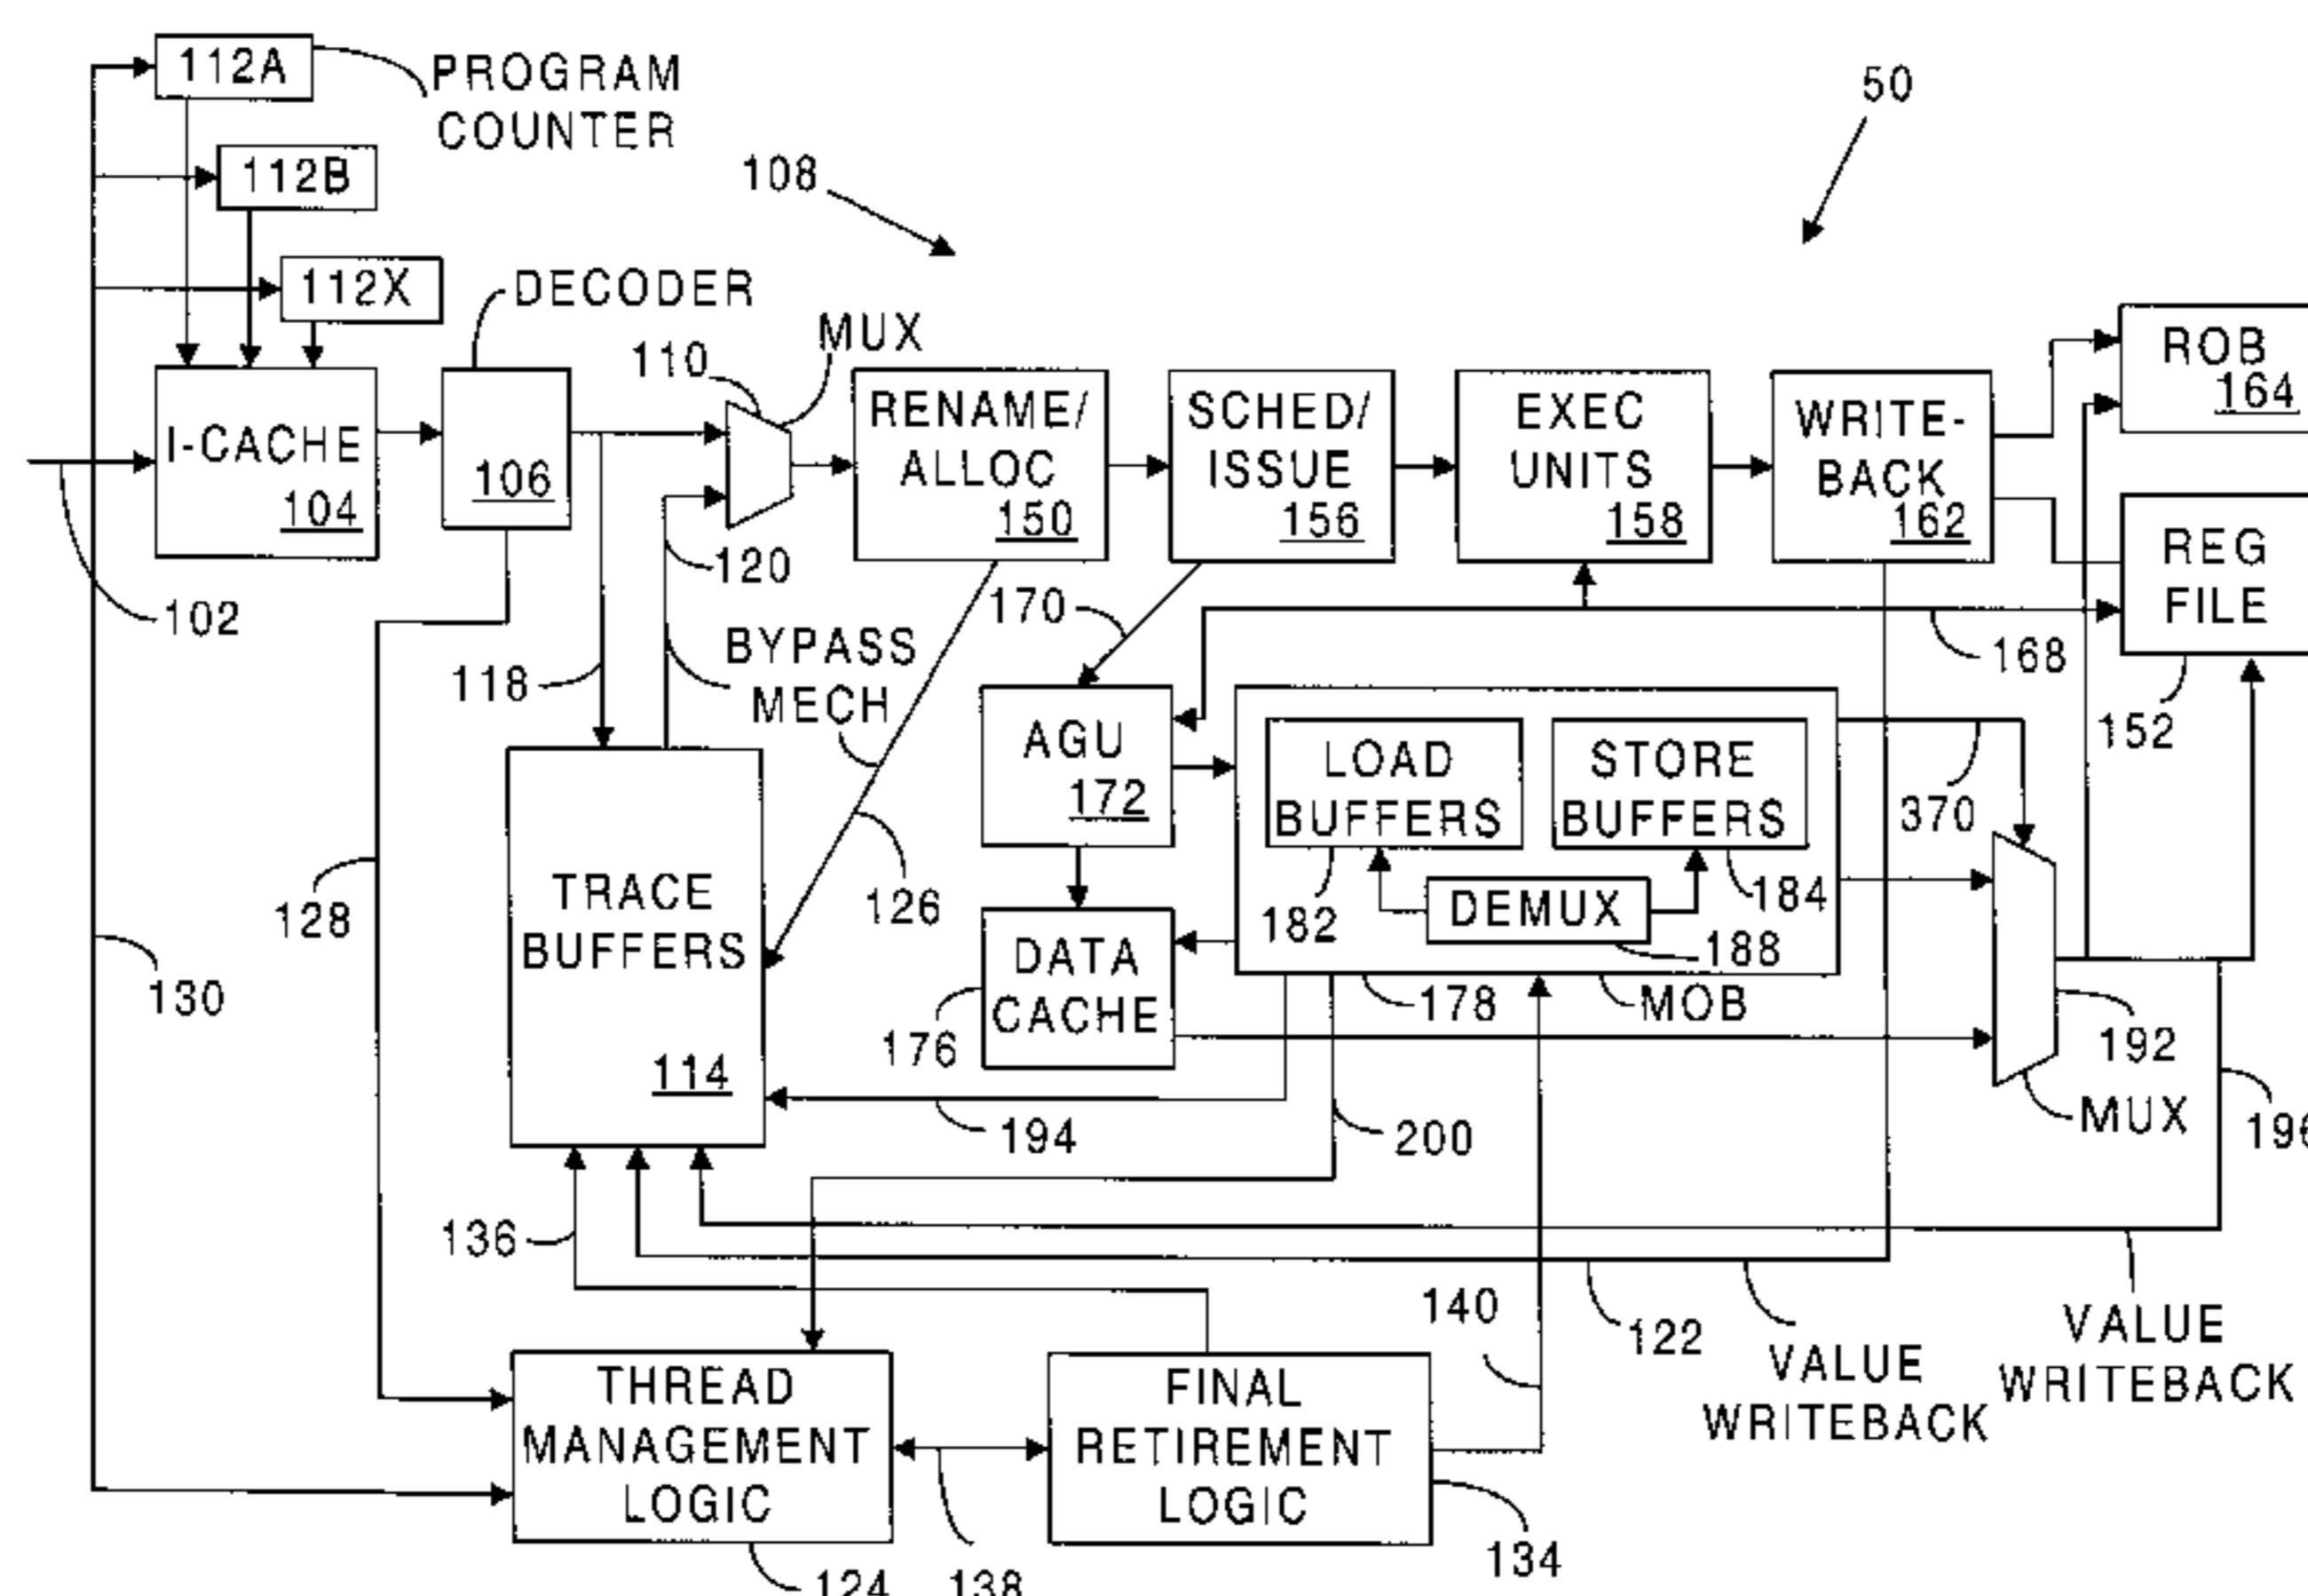 112A
PROGRAM
COUNTER
50
112B
108
112X
DECODER
MUX
110
ROB
164
I-CACHE
104
106
RENAME/
ALLOC
150
SCHED/
ISSUE
156
EXEC
UNITS
158
WRITE-
BACK
162
REG
FILE
102
120
170
168
118
BYPASS
MECH
152
AGU
172
LOAD
BUFFERS
STORE
BUFFERS
370
128
TRACE
BUFFERS
114
126
182
DEMUX
184
188
130
DATA
CACHE
176
178
MOB
192
MUX
194
200
136
140
122
VALUE
WRITEBACK
VALUE
WRITEBACK
THREAD
MANAGEMENT
LOGIC
FINAL
RETIREMENT
LOGIC
134
124
138